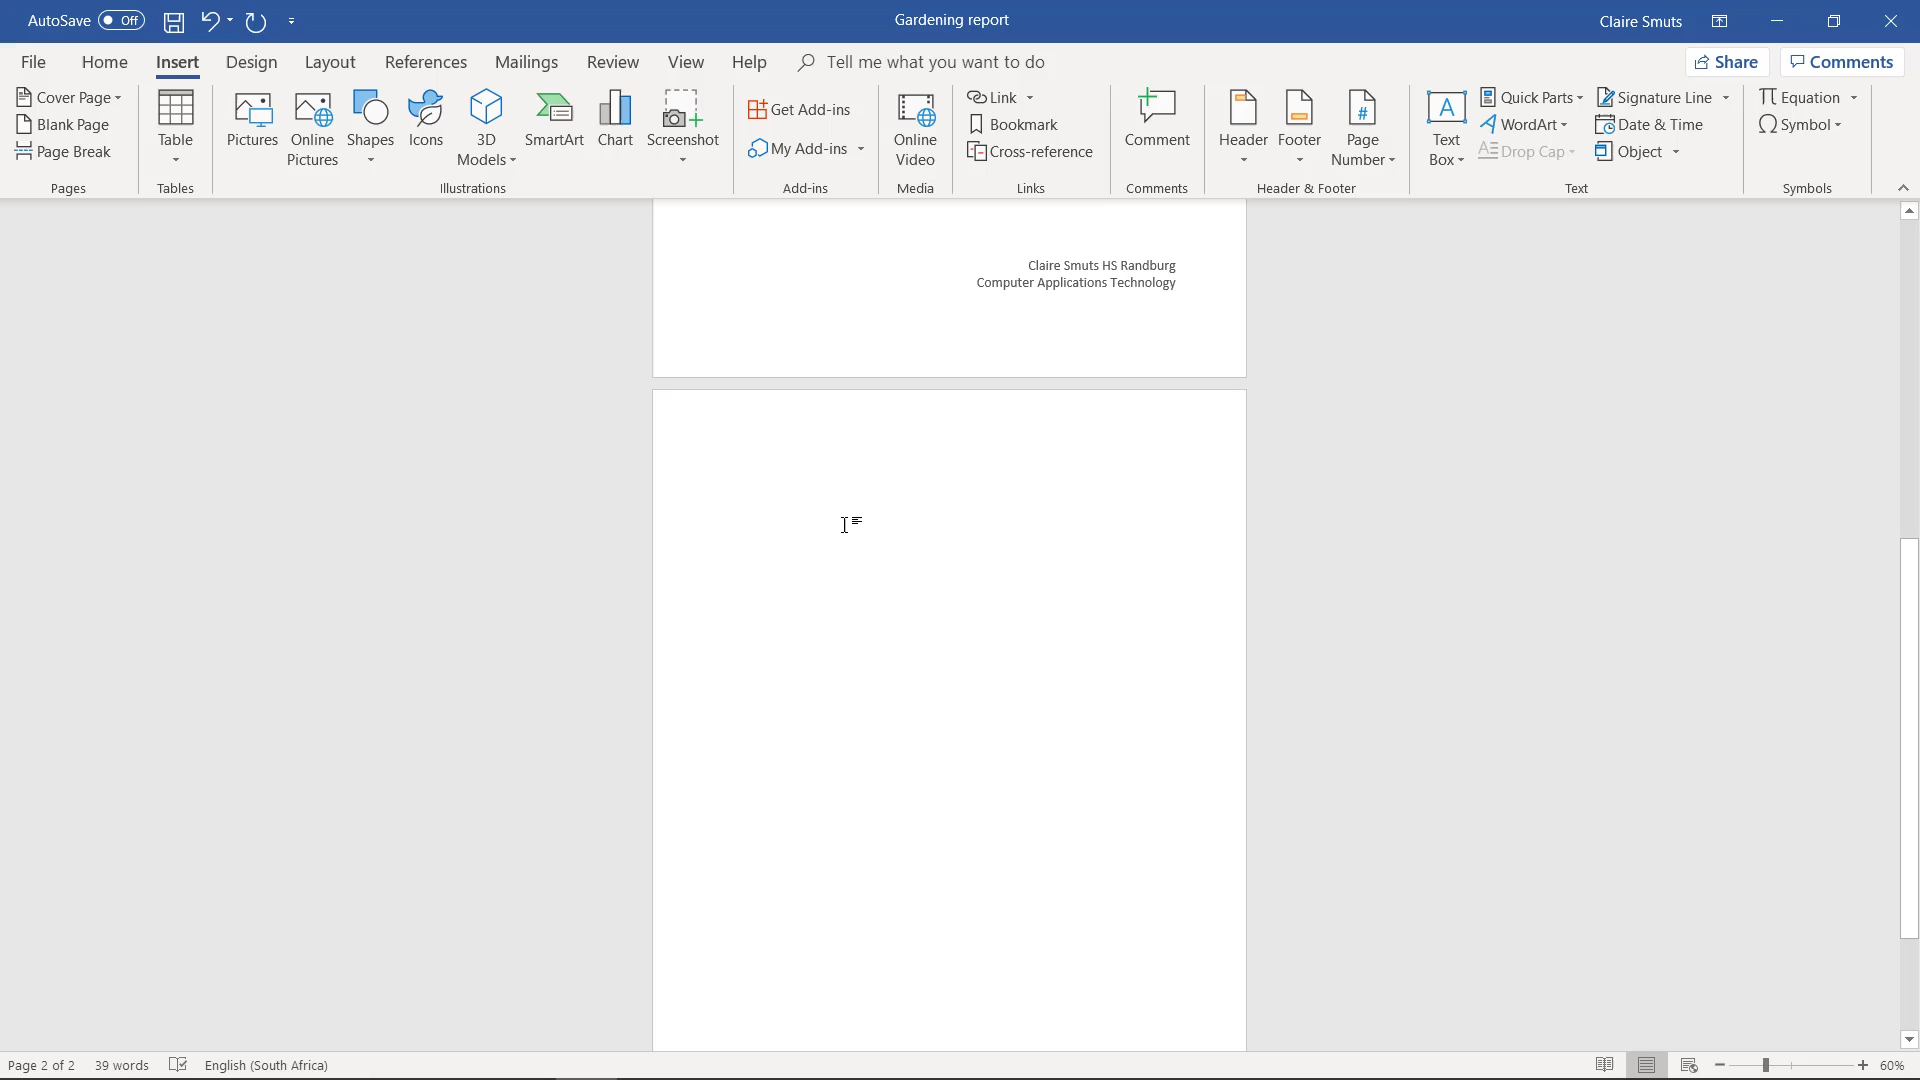 AutoSave Off Gardening report Claire Smuts
File Home Insert Design Layout References Mailings Review View Help Tell me what you want to do Share Comments
Cover Page
Blank Page
Page Break
Pages
Table
Tables
Pictures
Online Pictures
Shapes
Icons
3D Models
SmartArt
Chart
Screenshot
Illustrations
Get Add-ins
My Add-ins
Add-ins
Online Video
Media
Link
Bookmark
Cross-reference
Links
Comment
Comments
Header
Footer
Page Number
Header & Footer
Text Box
Quick Parts
WordArt
Drop Cap
Signature Line
Date & Time
Object
Text
Equation
Symbol
Symbols
Claire Smuts HS Randburg
Computer Applications Technology
Page 2 of 2 39 words English (South Africa) 60%